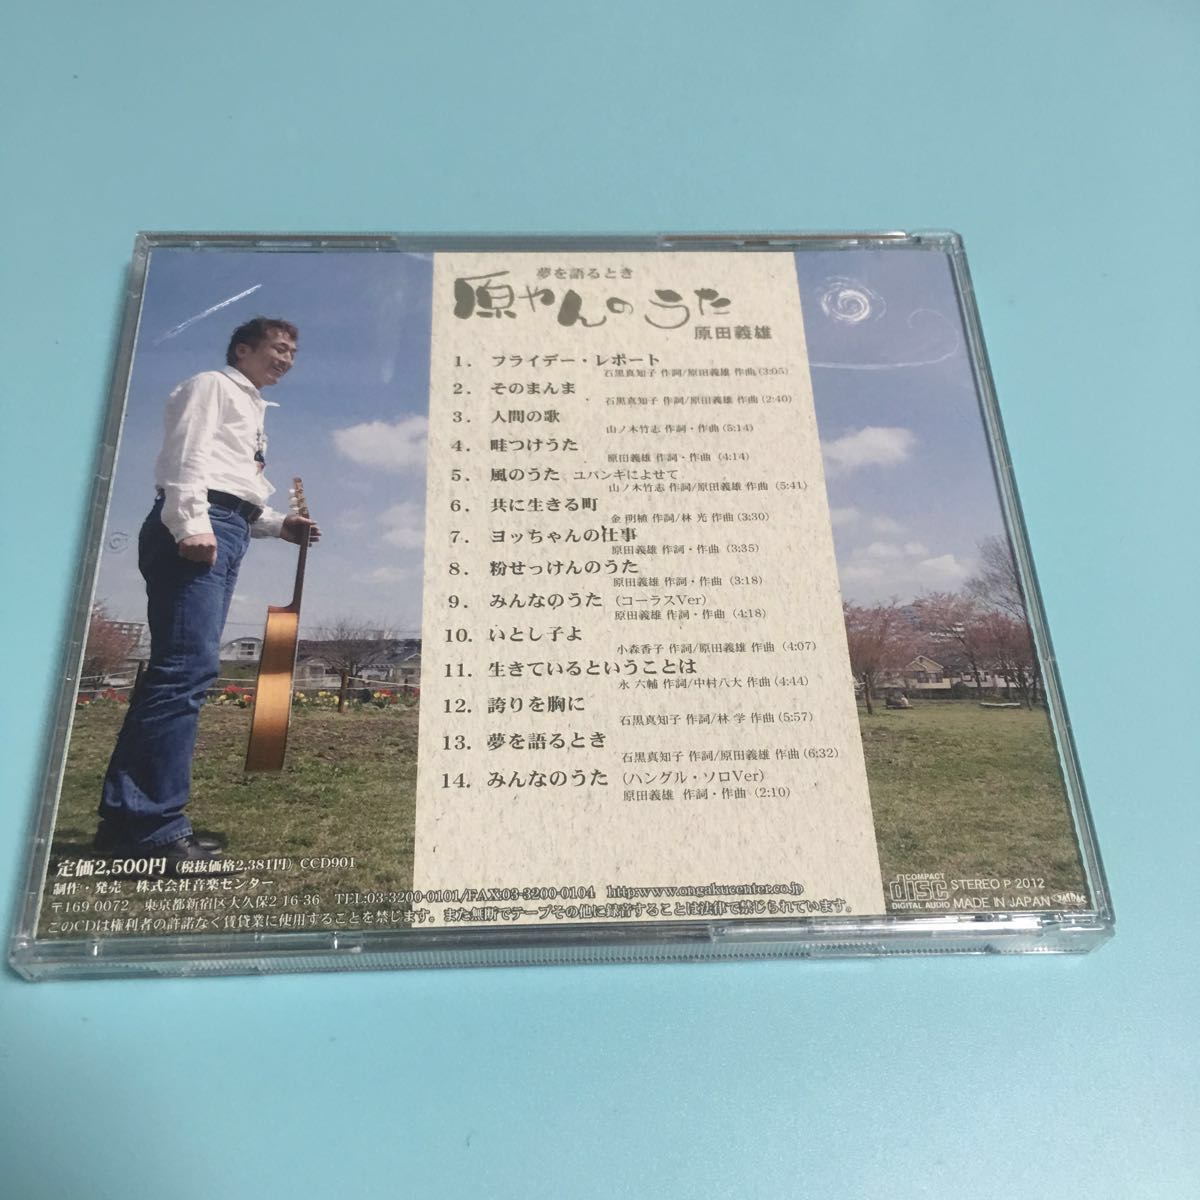 夢を語るとき
原やんのうた
原田義雄
1. フライデー・レポート
石黒真知子 作詞/原田義雄 作曲 (3:05)
2. そのまんま
石黒真知子 作詞/原田義雄 作曲 (2:40)
3. 人間の歌
山ノ木竹志 作詞・作曲 (5:14)
4. 畦つけうた
原田義雄 作詞・作曲 (4:14)
5. 風のうた ユパンキによせて
山ノ木竹志 作詞/原田義雄 作曲 (5:41)
6. 共に生きる町
金 明植 作詞/林 光 作曲 (3:30)
7. ヨッちゃんの仕事
原田義雄 作詞・作曲 (3:35)
8. 粉せっけんのうた
原田義雄 作詞・作曲 (3:18)
9. みんなのうた (コーラスVer)
原田義雄 作詞・作曲 (4:18)
10. いとし子よ
小森香子 作詞/原田義雄 作曲 (4:07)
11. 生きているということは
永 六輔 作詞/中村八大 作曲 (4:44)
12. 誇りを胸に
石黒真知子 作詞/林 学 作曲 (5:57)
13. 夢を語るとき
石黒真知子 作詞/原田義雄 作曲 (6:32)
14. みんなのうた (ハングル・ソロVer)
原田義雄 作詞・作曲 (2:10)
定価2,500円 (税抜価格2,381円) CCD901
制作・発売 株式会社音楽センター
〒169 0072 東京都新宿区大久保2 16-36 TEL:03-3200-0101/FAX:03-3200-0104 http:www.ongakucenter.co.jp
このCDは権利者の許諾なく賃貸業に使用することを禁じます。また無断でテープその他に録音することは法律で禁じられています。
COMPACT
disc
DIGITAL AUDIO
STEREO P 2012
MADE IN JAPAN